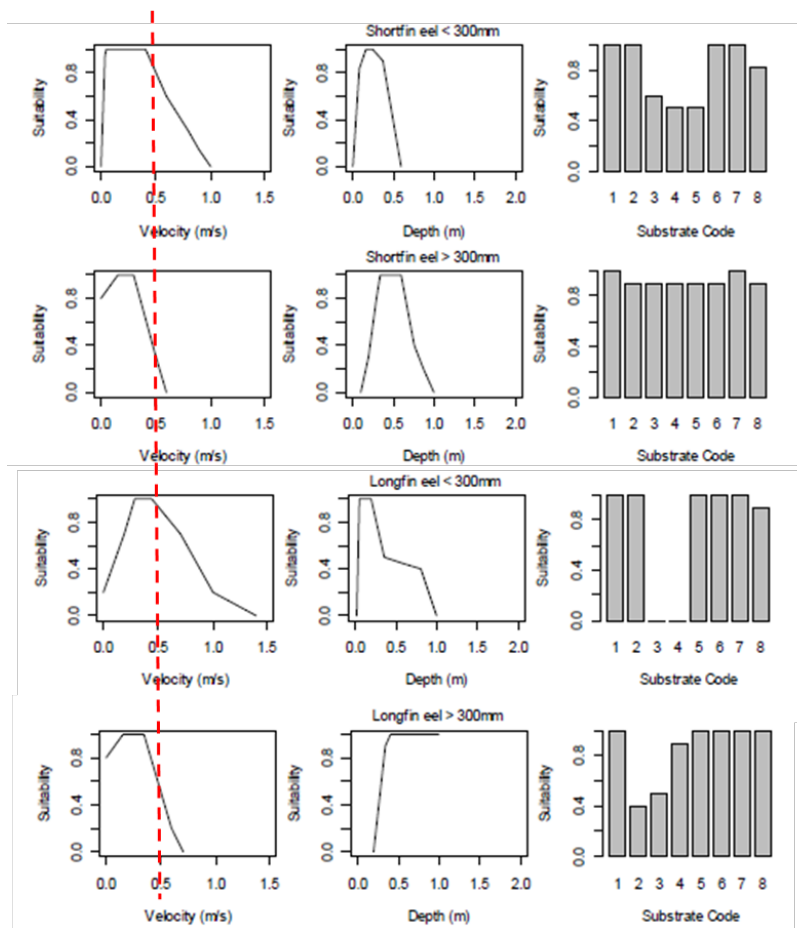 Shortfin eel < 300mm
Suitability 0.0 0.4 0.8
0.0 0.5 1.0 1.5
Velocity (m/s)
Suitability 0.0 0.4 0.8
0.0 0.5 1.0 1.5 2.0
Depth (m)
Suitability 0.0 0.4 0.8
1 2 3 4 5 6 7 8
Substrate Code
Shortfin eel > 300mm
Suitability 0.0 0.4 0.8
0.0 0.5 1.0 1.5
Velocity (m/s)
Suitability 0.0 0.4 0.8
0.0 0.5 1.0 1.5 2.0
Depth (m)
Suitability 0.0 0.4 0.8
1 2 3 4 5 6 7 8
Substrate Code
Longfin eel < 300mm
Suitability 0.0 0.4 0.8
0.0 0.5 1.0 1.5
Velocity (m/s)
Suitability 0.0 0.4 0.8
0.0 0.5 1.0 1.5 2.0
Depth (m)
Suitability 0.0 0.4 0.8
1 2 3 4 5 6 7 8
Substrate Code
Longfin eel > 300mm
Suitability 0.0 0.4 0.8
0.0 0.5 1.0 1.5
Velocity (m/s)
Suitability 0.0 0.4 0.8
0.0 0.5 1.0 1.5 2.0
Depth (m)
Suitability 0.0 0.4 0.8
1 2 3 4 5 6 7 8
Substrate Code